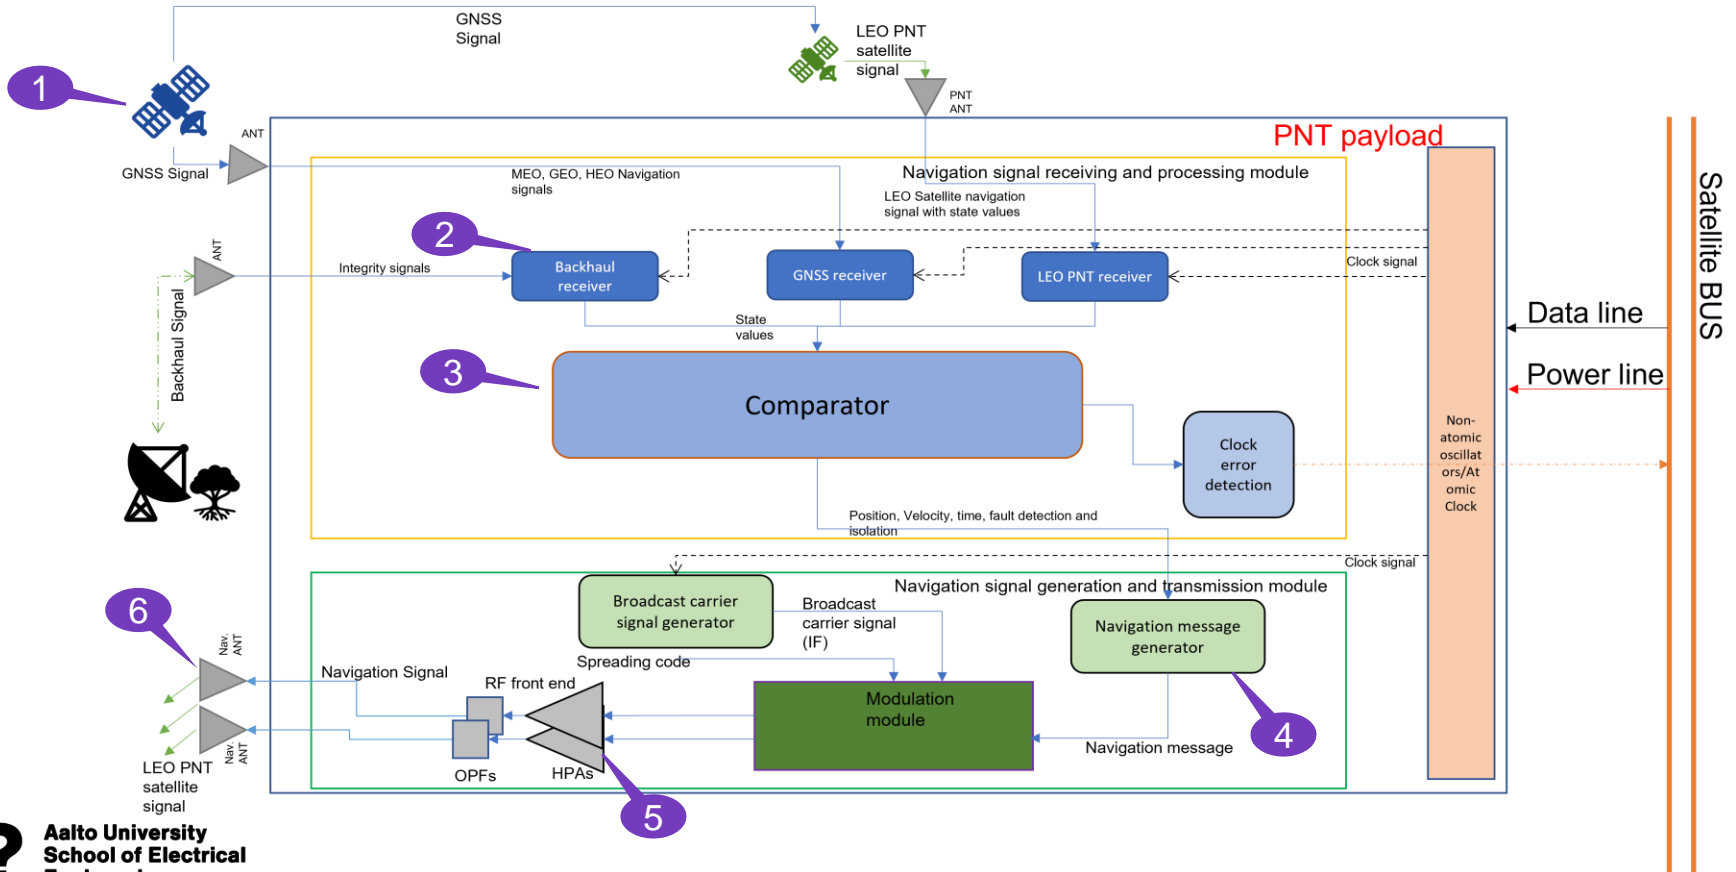 GNSS
Signal
LEO PNT
satellite
signal
1
PNT
ANT
ANT
PNT payload
GNSS Signal
MEO, GEO, HEO Navigation
signals
Navigation signal receiving and processing module
LEO Satellite navigation
signal with state values
Satellite BUS
2
ANT
Integrity signals
Backhaul
receiver
GNSS receiver
LEO PNT receiver
Clock signal
Backhaul Signal
State
values
Data line
3
Comparator
Power line
Clock
error
detection
Non-
atomic
oscillat
ors/At
omic
Clock
Position, Velocity, time, fault detection and
isolation
Clock signal
Navigation signal generation and transmission module
6
Broadcast carrier
signal generator
Broadcast
carrier signal
(IF)
Navigation message
generator
Nav.
ANT
Spreading code
Navigation Signal
RF front end
Modulation
module
4
Navigation message
Nav.
ANT
OPFs
HPAs
LEO PNT
satellite
signal
5
?
Aalto University
School of Electrical